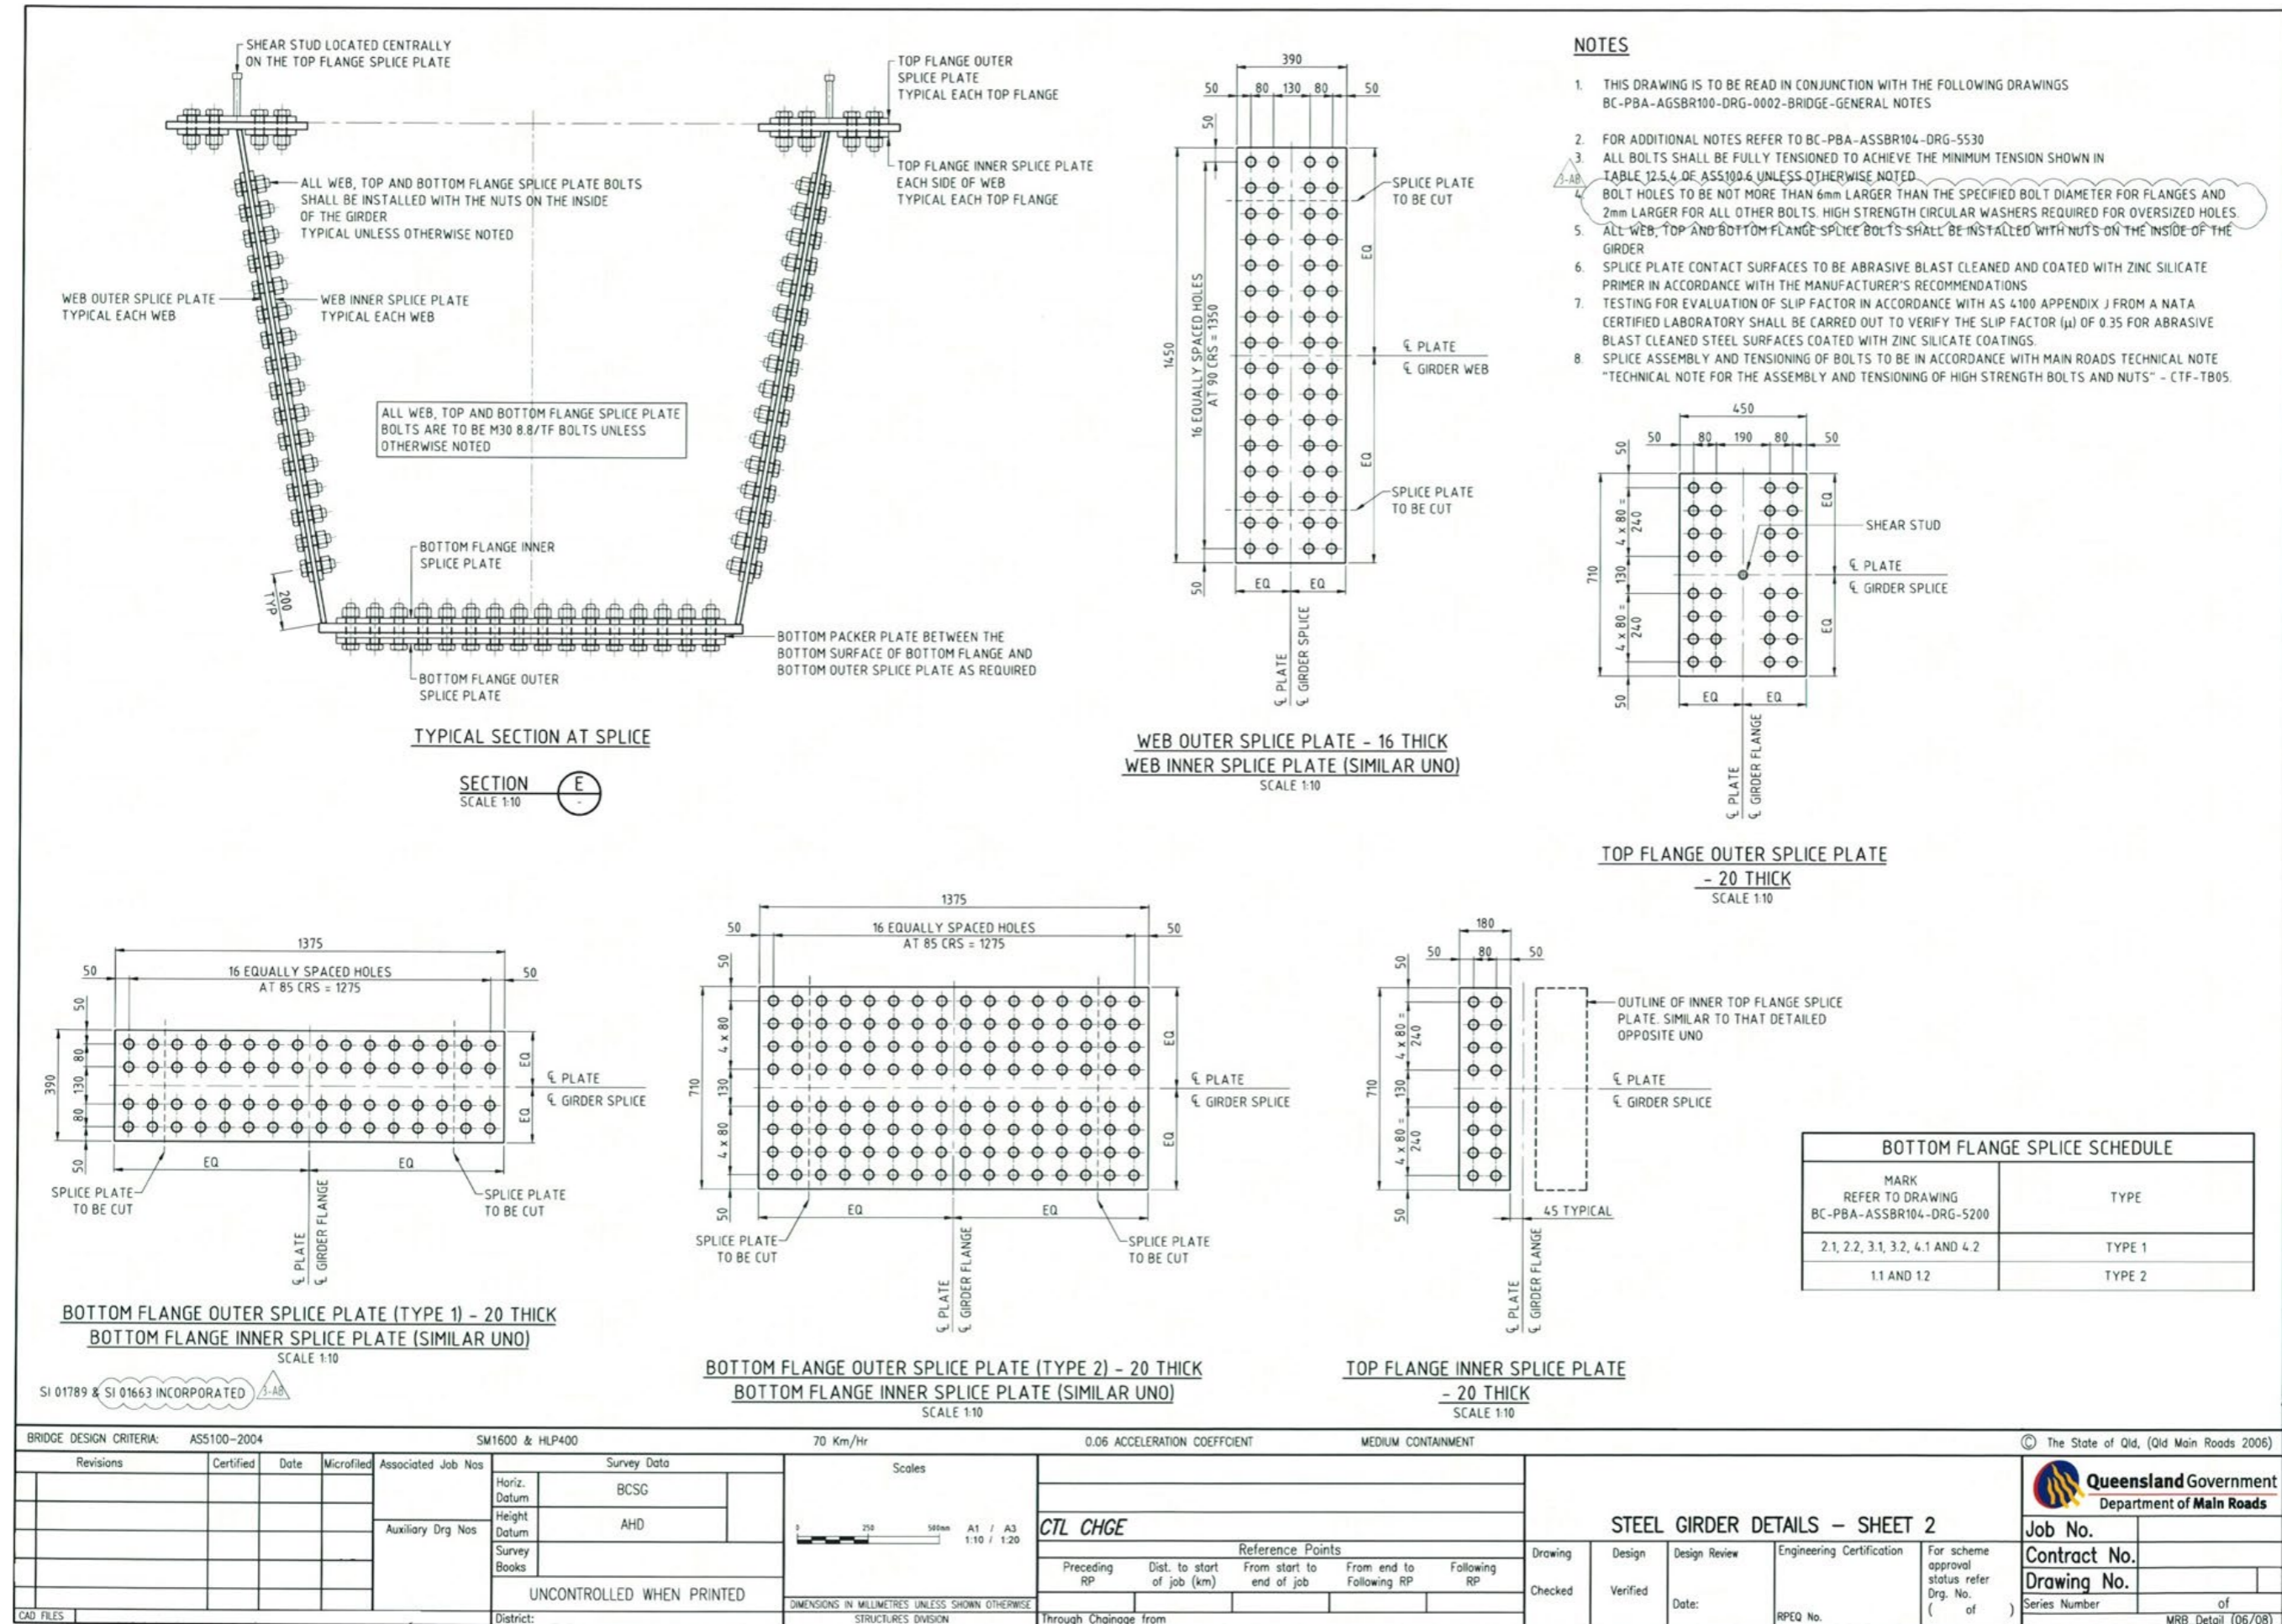 SHEAR STUD LOCATED CENTRALLY
ON THE TOP FLANGE SPLICE PLATE
TOP FLANGE OUTER
SPLICE PLATE
TYPICAL EACH TOP FLANGE
TOP FLANGE INNER SPLICE PLATE
EACH SIDE OF WEB
TYPICAL EACH TOP FLANGE
ALL WEB, TOP AND BOTTOM FLANGE SPLICE PLATE BOLTS
SHALL BE INSTALLED WITH THE NUTS ON THE INSIDE
OF THE GIRDER
TYPICAL UNLESS OTHERWISE NOTED
WEB OUTER SPLICE PLATE
TYPICAL EACH WEB
WEB INNER SPLICE PLATE
TYPICAL EACH WEB
ALL WEB, TOP AND BOTTOM FLANGE SPLICE PLATE
BOLTS ARE TO BE M30 8.8/TF BOLTS UNLESS
OTHERWISE NOTED
BOTTOM FLANGE INNER
SPLICE PLATE
200
TYP
BOTTOM PACKER PLATE BETWEEN THE
BOTTOM SURFACE OF BOTTOM FLANGE AND
BOTTOM OUTER SPLICE PLATE AS REQUIRED
BOTTOM FLANGE OUTER
SPLICE PLATE
TYPICAL SECTION AT SPLICE
SECTION E
SCALE 1:10 -
390
50 80 130 80 50
50
SPLICE PLATE
TO BE CUT
EQ
1450
16 EQUALLY SPACED HOLES
AT 90 CRS = 1350
℄ PLATE
℄ GIRDER WEB
EQ
SPLICE PLATE
TO BE CUT
50
EQ EQ
℄ PLATE
℄ GIRDER SPLICE
WEB OUTER SPLICE PLATE - 16 THICK
WEB INNER SPLICE PLATE (SIMILAR UNO)
SCALE 1:10
NOTES
1. THIS DRAWING IS TO BE READ IN CONJUNCTION WITH THE FOLLOWING DRAWINGS
BC-PBA-AGSBR100-DRG-0002-BRIDGE-GENERAL NOTES
2. FOR ADDITIONAL NOTES REFER TO BC-PBA-ASSBR104-DRG-5530
3. ALL BOLTS SHALL BE FULLY TENSIONED TO ACHIEVE THE MINIMUM TENSION SHOWN IN
TABLE 12.5.4 OF AS5100.6 UNLESS OTHERWISE NOTED
3-AB
4. BOLT HOLES TO BE NOT MORE THAN 6mm LARGER THAN THE SPECIFIED BOLT DIAMETER FOR FLANGES AND
2mm LARGER FOR ALL OTHER BOLTS. HIGH STRENGTH CIRCULAR WASHERS REQUIRED FOR OVERSIZED HOLES.
5. ALL WEB, TOP AND BOTTOM FLANGE SPLICE BOLTS SHALL BE INSTALLED WITH NUTS ON THE INSIDE OF THE
GIRDER
6. SPLICE PLATE CONTACT SURFACES TO BE ABRASIVE BLAST CLEANED AND COATED WITH ZINC SILICATE
PRIMER IN ACCORDANCE WITH THE MANUFACTURER'S RECOMMENDATIONS
7. TESTING FOR EVALUATION OF SLIP FACTOR IN ACCORDANCE WITH AS 4100 APPENDIX J FROM A NATA
CERTIFIED LABORATORY SHALL BE CARRED OUT TO VERIFY THE SLIP FACTOR (μ) OF 0.35 FOR ABRASIVE
BLAST CLEANED STEEL SURFACES COATED WITH ZINC SILICATE COATINGS.
8. SPLICE ASSEMBLY AND TENSIONING OF BOLTS TO BE IN ACCORDANCE WITH MAIN ROADS TECHNICAL NOTE
"TECHNICAL NOTE FOR THE ASSEMBLY AND TENSIONING OF HIGH STRENGTH BOLTS AND NUTS" - CTF-TB05.
450
50 80 190 80 50
50
4 x 80 =
240
EQ
SHEAR STUD
710
130
℄ PLATE
℄ GIRDER SPLICE
4 x 80 =
240
EQ
50
EQ EQ
℄ PLATE
℄ GIRDER FLANGE
TOP FLANGE OUTER SPLICE PLATE
- 20 THICK
SCALE 1:10
1375
50 16 EQUALLY SPACED HOLES 50
AT 85 CRS = 1275
50
80
390
130
80
50
EQ
℄ PLATE
℄ GIRDER SPLICE
EQ
EQ EQ
SPLICE PLATE
TO BE CUT
SPLICE PLATE
TO BE CUT
℄ PLATE
℄ GIRDER FLANGE
BOTTOM FLANGE OUTER SPLICE PLATE (TYPE 1) - 20 THICK
BOTTOM FLANGE INNER SPLICE PLATE (SIMILAR UNO)
SCALE 1:10
SI 01789 & SI 01663 INCORPORATED 3-AB
1375
50 16 EQUALLY SPACED HOLES 50
AT 85 CRS = 1275
50
4 x 80
710
130
4 x 80
50
EQ
℄ PLATE
℄ GIRDER SPLICE
EQ
EQ EQ
SPLICE PLATE
TO BE CUT
SPLICE PLATE
TO BE CUT
℄ PLATE
℄ GIRDER FLANGE
BOTTOM FLANGE OUTER SPLICE PLATE (TYPE 2) - 20 THICK
BOTTOM FLANGE INNER SPLICE PLATE (SIMILAR UNO)
SCALE 1:10
180
50 80 50
50
4 x 80 =
240
710
130
4 x 80 =
240
50
OUTLINE OF INNER TOP FLANGE SPLICE
PLATE. SIMILAR TO THAT DETAILED
OPPOSITE UNO
℄ PLATE
℄ GIRDER SPLICE
45 TYPICAL
℄ PLATE
℄ GIRDER FLANGE
TOP FLANGE INNER SPLICE PLATE
- 20 THICK
SCALE 1:10
BOTTOM FLANGE SPLICE SCHEDULE
MARK
REFER TO DRAWING
BC-PBA-ASSBR104-DRG-5200
TYPE
2.1, 2.2, 3.1, 3.2, 4.1 AND 4.2 TYPE 1
1.1 AND 1.2 TYPE 2
BRIDGE DESIGN CRITERIA: AS5100-2004 SM1600 & HLP400 70 Km/Hr 0.06 ACCELERATION COEFFCIENT MEDIUM CONTAINMENT
© The State of Qld, (Qld Main Roads 2006)
Revisions Certified Date Microfiled Associated Job Nos
Auxiliary Drg Nos
Survey Data
Horiz.
Datum
BCSG
Height
Datum
AHD
Survey
Books
UNCONTROLLED WHEN PRINTED
District:
CAD FILES
Scales
0 250 500mm A1 / A3
1:10 / 1:20
DIMENSIONS IN MILLIMETRES UNLESS SHOWN OTHERWISE
STRUCTURES DIVISION
CTL CHGE
Reference Points
Preceding
RP
Dist. to start
of job (km)
From start to
end of job
From end to
Following RP
Following
RP
Through Chainage from
STEEL GIRDER DETAILS - SHEET 2
Drawing
Checked
Design
Verified
Design Review
Date:
Engineering Certification
RPEQ No.
For scheme
approval
status refer
Drg. No.
( of )
Queensland Government
Department of Main Roads
Job No.
Contract No.
Drawing No.
Series Number of
MRB Detail (06/08)